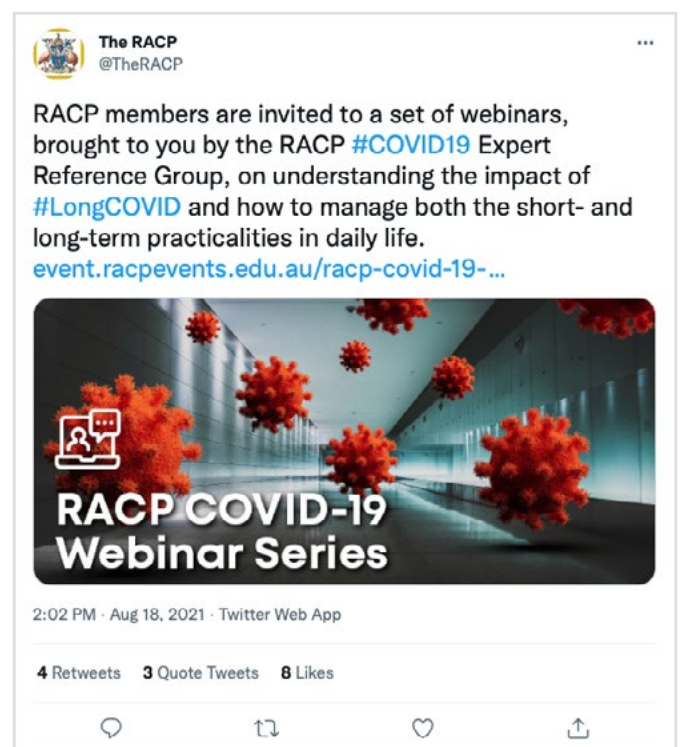 The RACP
@TheRACP
RACP members are invited to a set of webinars,
brought to you by the RACP #COVID19 Expert
Reference Group, on understanding the impact of
#LongCOVID and how to manage both the short- and
long-term practicalities in daily life.
event.racpevents.edu.au/racp-covid-19-...
RACP COVID-19
Webinar Series
2:02 PM · Aug 18, 2021 · Twitter Web App
4 Retweets 3 Quote Tweets 8 Likes